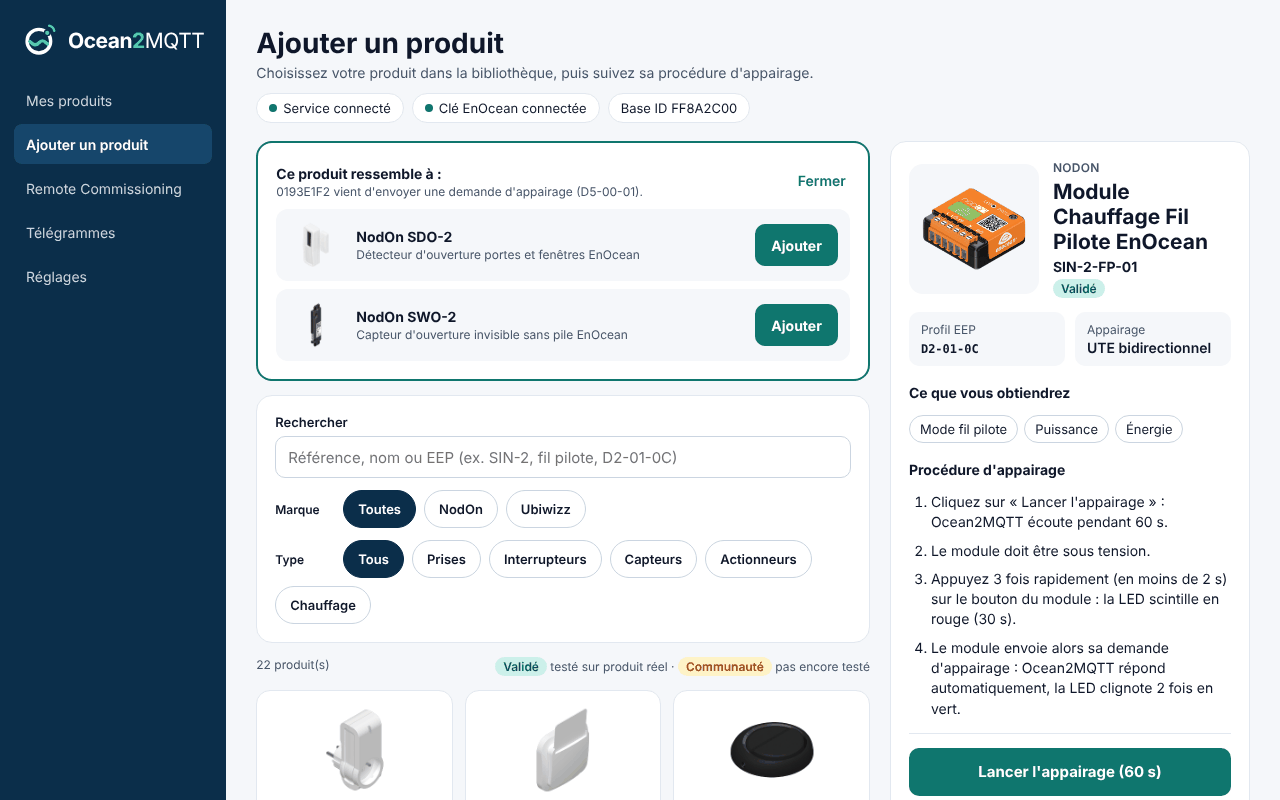 Ocean2MQTT
Mes produits
Ajouter un produit
Remote Commissioning
Télégrammes
Réglages
Ajouter un produit
Choisissez votre produit dans la bibliothèque, puis suivez sa procédure d'appairage.
Service connecté
Clé EnOcean connectée
Base ID FF8A2C00
Ce produit ressemble à :
0193E1F2 vient d'envoyer une demande d'appairage (D5-00-01).
Fermer
NodOn SDO-2
Détecteur d'ouverture portes et fenêtres EnOcean
Ajouter
NodOn SWO-2
Capteur d'ouverture invisible sans pile EnOcean
Ajouter
Rechercher
Référence, nom ou EEP (ex. SIN-2, fil pilote, D2-01-0C)
Marque
Toutes
NodOn
Ubiwizz
Type
Tous
Prises
Interrupteurs
Capteurs
Actionneurs
Chauffage
22 produit(s)
Validé testé sur produit réel · Communauté pas encore testé
NODON
Module
Chauffage Fil
Pilote EnOcean
SIN-2-FP-01
Validé
Profil EEP
D2-01-0C
Appairage
UTE bidirectionnel
Ce que vous obtiendrez
Mode fil pilote
Puissance
Énergie
Procédure d'appairage
1. Cliquez sur « Lancer l'appairage » :
Ocean2MQTT écoute pendant 60 s.
2. Le module doit être sous tension.
3. Appuyez 3 fois rapidement (en moins de 2 s)
sur le bouton du module : la LED scintille en
rouge (30 s).
4. Le module envoie alors sa demande
d'appairage : Ocean2MQTT répond
automatiquement, la LED clignote 2 fois en
vert.
Lancer l'appairage (60 s)